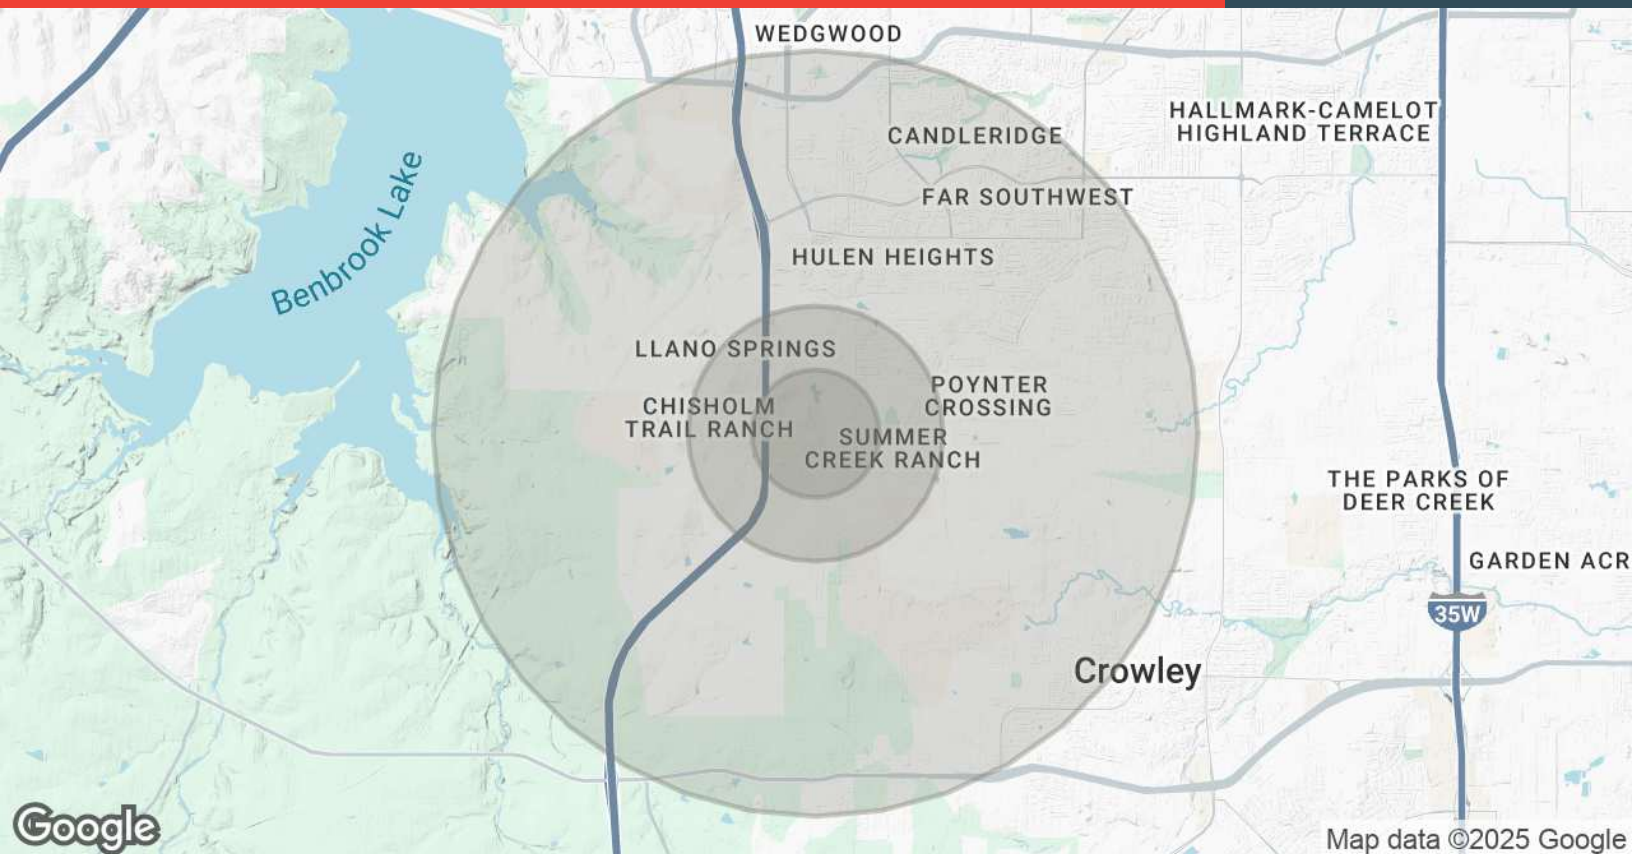 WEDGWOOD
HALLMARK-CAMELOT
HIGHLAND TERRACE
CANDLERIDGE
Benbrook Lake
FAR SOUTHWEST
HULEN HEIGHTS
LLANO SPRINGS
POYNTER
CROSSING
CHISHOLM
TRAIL RANCH
SUMMER
CREEK RANCH
THE PARKS OF
DEER CREEK
GARDEN ACR
35W
Crowley
Google
Map data ©2025 Google